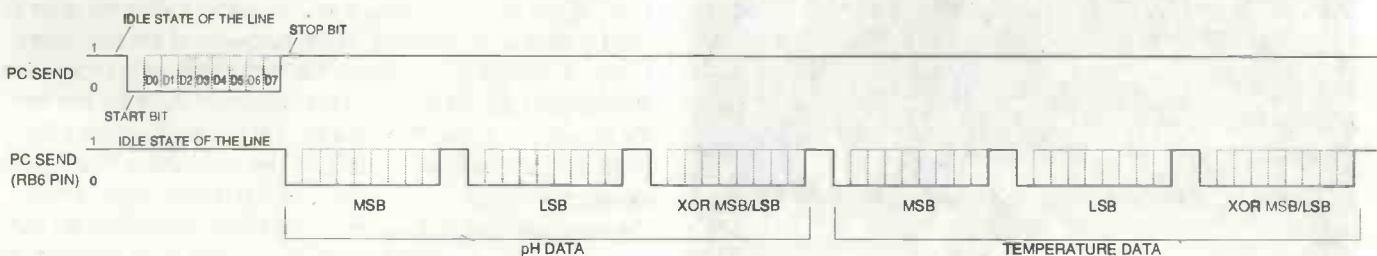 IDLE STATE OF THE LINE
STOP BIT
1
PC SEND
D0 D1 D2 D3 D4 D5 D6 D7
0
START BIT
1 IDLE STATE OF THE LINE
PC SEND
(RB6 PIN) 0
MSB LSB XOR MSB/LSB MSB LSB XOR MSB/LSB
pH DATA TEMPERATURE DATA